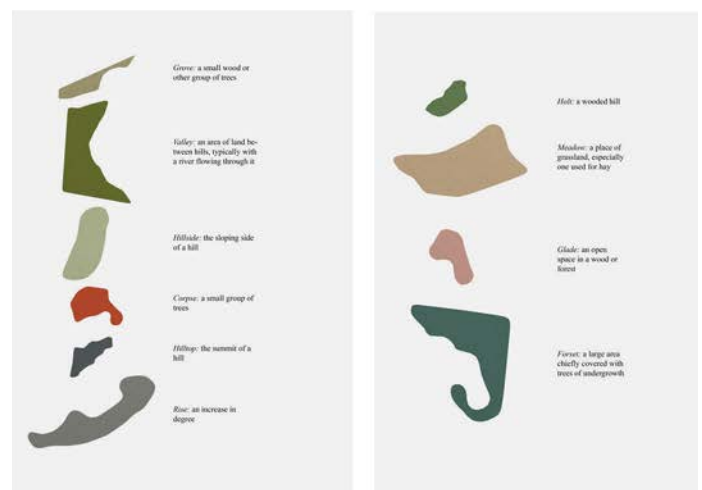 Grove: a small wood or
other group of trees
Valley: an area of land be-
tween hills, typically with
a river flowing through it
Hillside: the sloping side
of a hill
Corpse: a small group of
trees
Hilltop: the summit of a
hill
Rise: an increase in
degree
Holt: a wooded hill
Meadow: a place of
grassland, especially
one used for hay
Glade: an open
space in a wood or
forest
Forset: a large area
chiefly covered with
trees of undergrowth